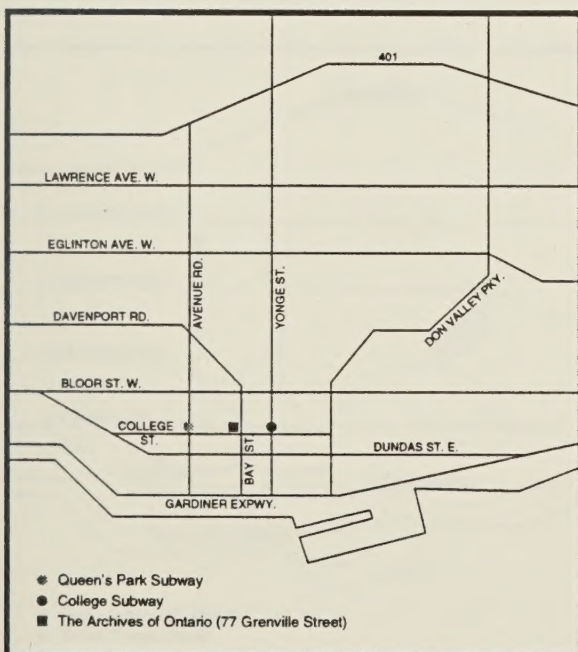 401
LAWRENCE AVE. W.
EGLINTON AVE. W.
AVENUE RD.
YONGE ST.
DON VALLEY PKY.
DAVENPORT RD.
BLOOR ST. W.
COLLEGE
ST.
BAY ST.
DUNDAS ST. E.
GARDINER EXPWY.
Queen's Park Subway
College Subway
The Archives of Ontario (77 Grenville Street)